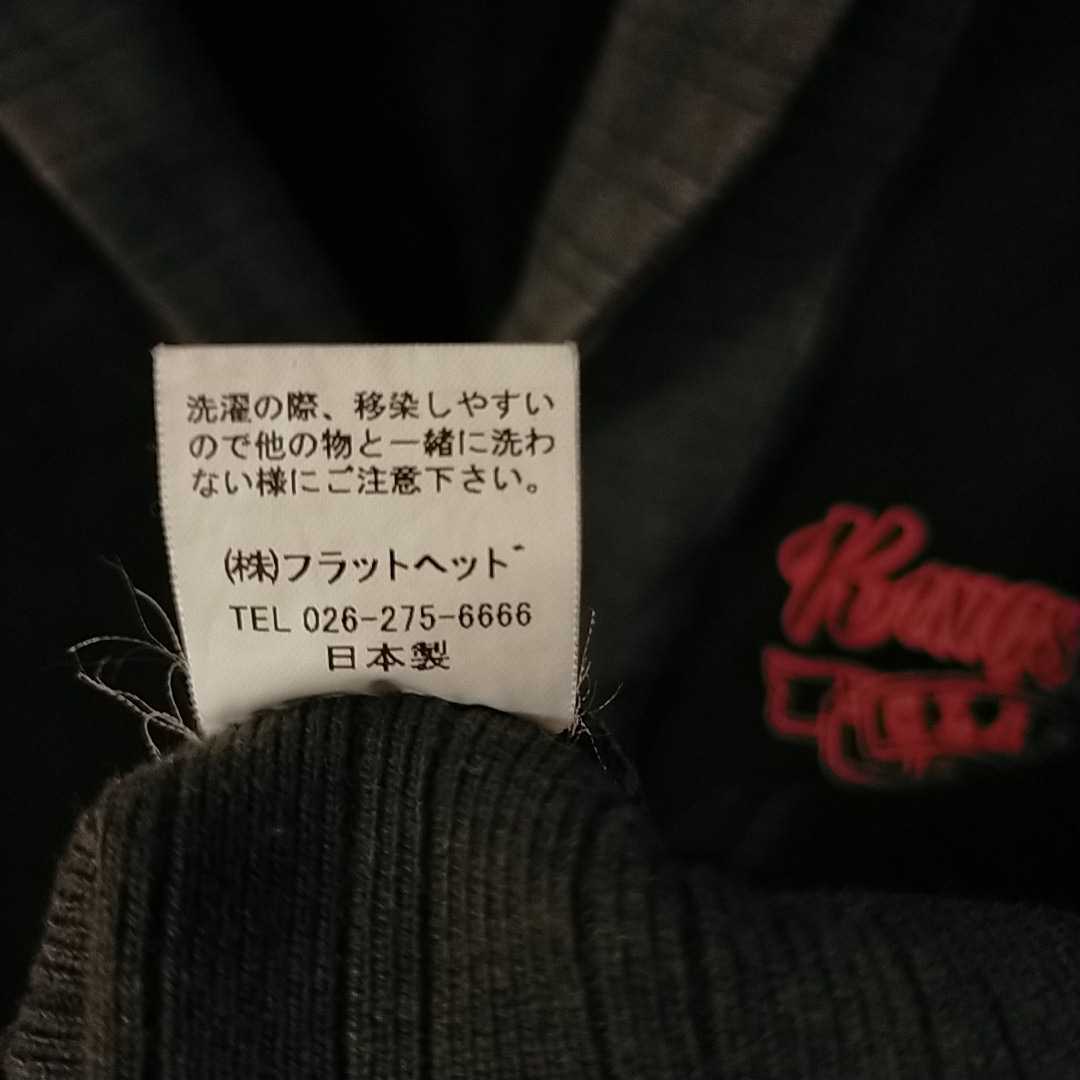 洗濯の際、移染しやすい
ので他の物と一緒に洗わ
ない様にご注意下さい。
(株)フラットヘッド
TEL 026-275-6666
日本製